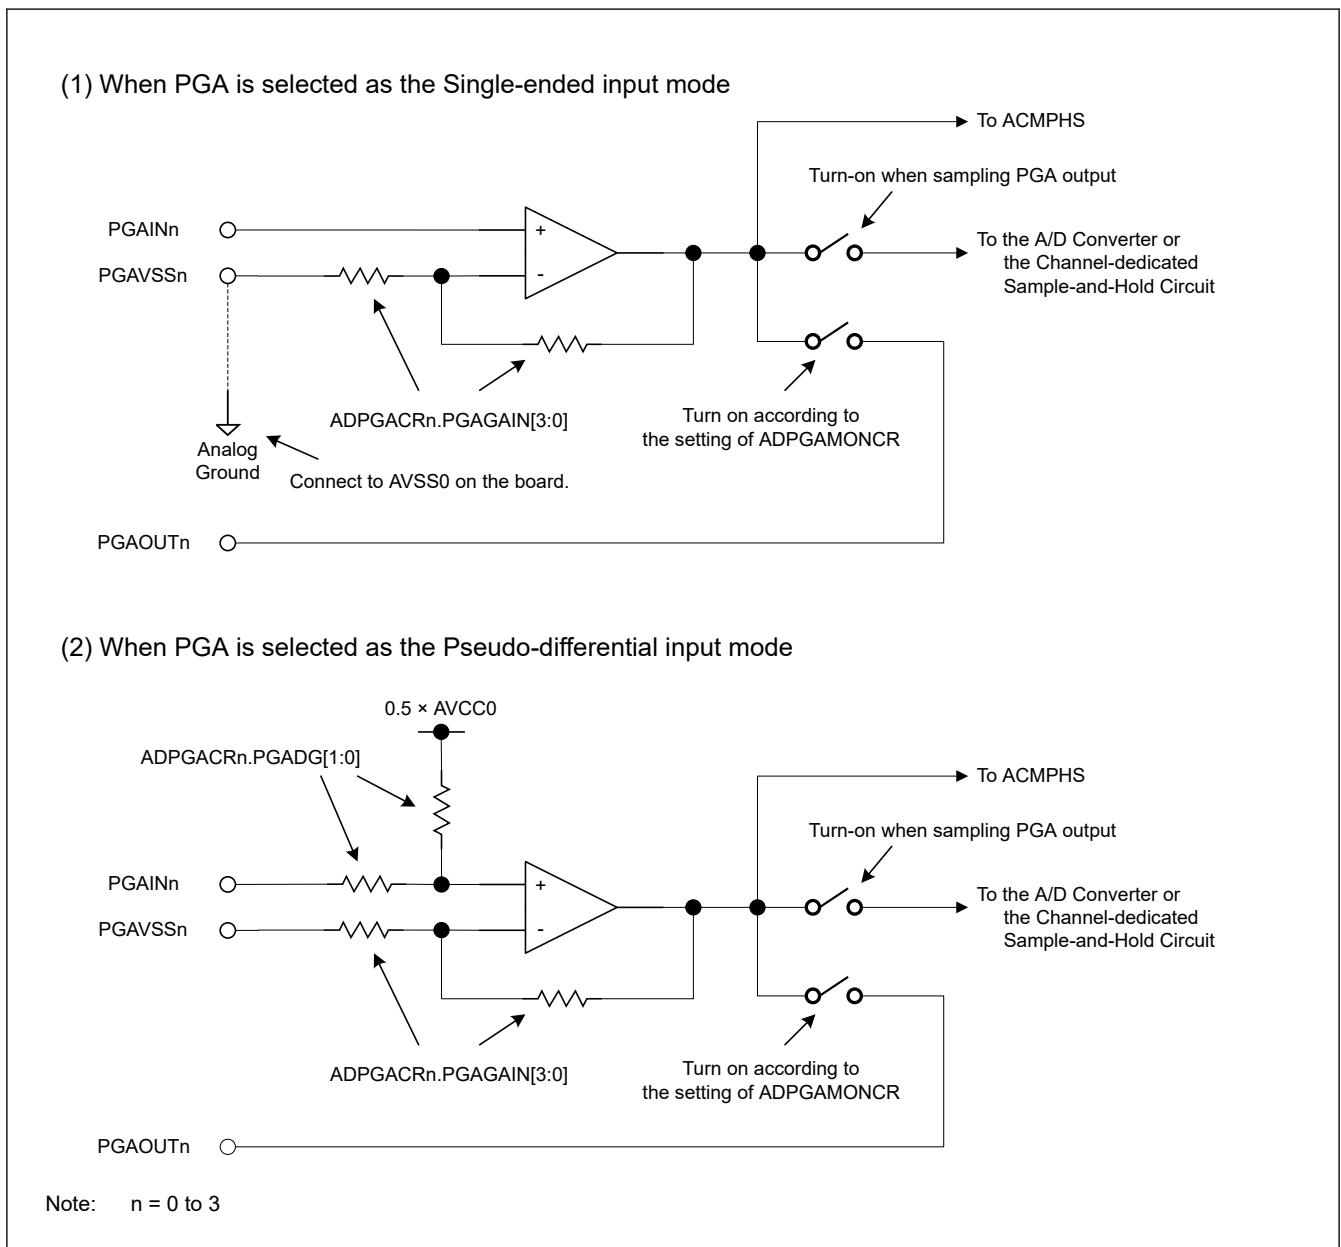 (1) When PGA is selected as the Single-ended input mode
To ACMPHS
Turn-on when sampling PGA output
PGAINn
+
To the A/D Converter or
the Channel-dedicated
Sample-and-Hold Circuit
PGAVSSn
-
ADPGACRn.PGAGAIN[3:0]
Turn on according to
the setting of ADPGAMONCR
Analog
Ground
Connect to AVSS0 on the board.
PGAOUTn
(2) When PGA is selected as the Pseudo-differential input mode
0.5 × AVCC0
ADPGACRn.PGADG[1:0]
To ACMPHS
Turn-on when sampling PGA output
PGAINn
+
To the A/D Converter or
the Channel-dedicated
Sample-and-Hold Circuit
PGAVSSn
-
ADPGACRn.PGAGAIN[3:0]
Turn on according to
the setting of ADPGAMONCR
PGAOUTn
Note: n = 0 to 3